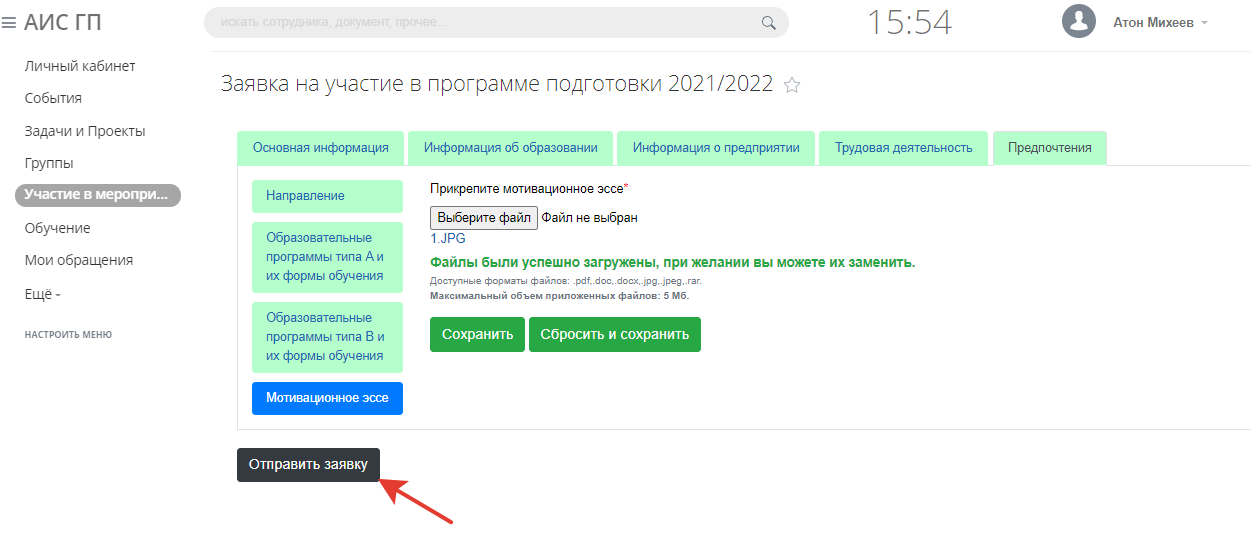 АИС ГП
искать сотрудника, документ, прочее...
15:54
Атон Михеев
Личный кабинет
События
Задачи и Проекты
Группы
Участие в меропри...
Обучение
Мои обращения
Ещё
НАСТРОИТЬ МЕНЮ
Заявка на участие в программе подготовки 2021/2022
Основная информация
Информация об образовании
Информация о предприятии
Трудовая деятельность
Предпочтения
Направление
Образовательные
программы типа A и
их формы обучения
Образовательные
программы типа B и
их формы обучения
Мотивационное эссе
Прикрепите мотивационное эссе*
Выберите файл Файл не выбран
1.JPG
Файлы были успешно загружены, при желании вы можете их заменить.
Доступные форматы файлов: .pdf,.doc,.docx,.jpg,.jpeg,.rar.
Максимальный объем приложенных файлов: 5 Мб.
Сохранить
Сбросить и сохранить
Отправить заявку